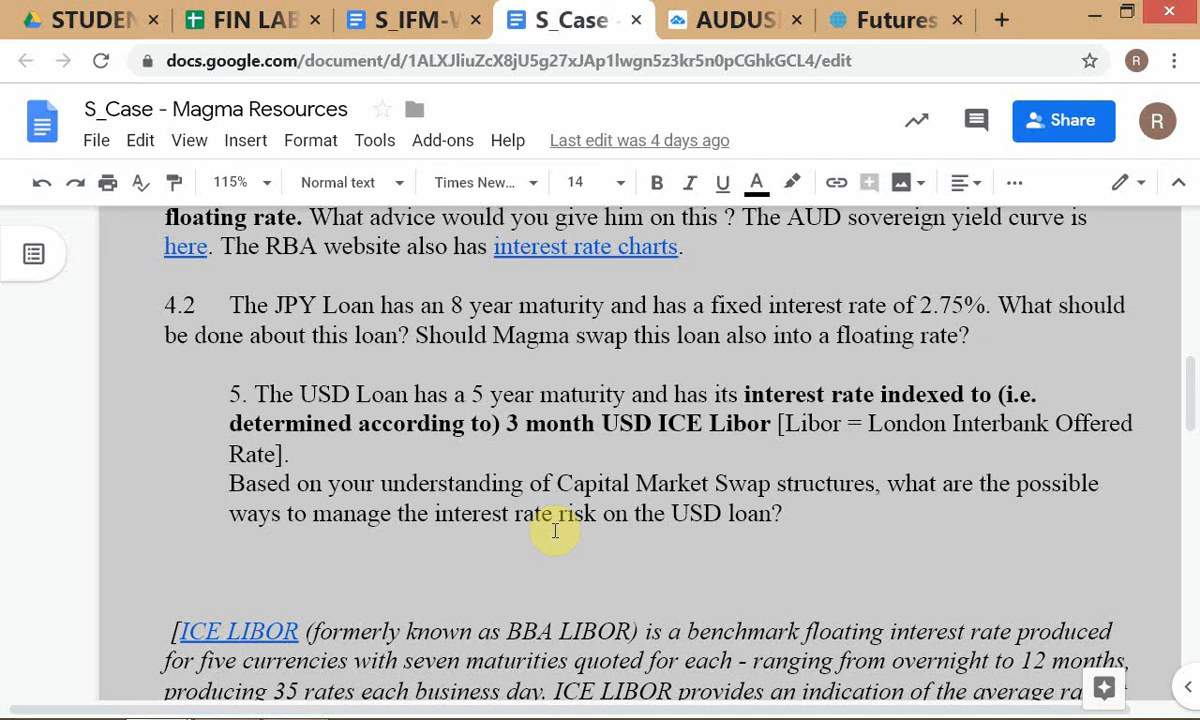 STUDEN
FIN LAB
S_IFM-V
S_Case
AUDUS
Futures
docs.google.com/document/d/1ALXJliuZcX8jU5g27xJAp1lwgn5z3kr5n0pCGhkGCL4/edit
R
S_Case - Magma Resources
File Edit View Insert Format Tools Add-ons Help Last edit was 4 days ago
Share
R
115% Normal text Times New... 14 B I U A
floating rate. What advice would you give him on this ? The AUD sovereign yield curve is
here. The RBA website also has interest rate charts.
4.2 The JPY Loan has an 8 year maturity and has a fixed interest rate of 2.75%. What should
be done about this loan? Should Magma swap this loan also into a floating rate?
5. The USD Loan has a 5 year maturity and has its interest rate indexed to (i.e.
determined according to) 3 month USD ICE Libor [Libor = London Interbank Offered
Rate].
Based on your understanding of Capital Market Swap structures, what are the possible
ways to manage the interest rate risk on the USD loan?
[ICE LIBOR (formerly known as BBA LIBOR) is a benchmark floating interest rate produced
for five currencies with seven maturities quoted for each - ranging from overnight to 12 months,
producing 35 rates each business day. ICE LIBOR provides an indication of the average